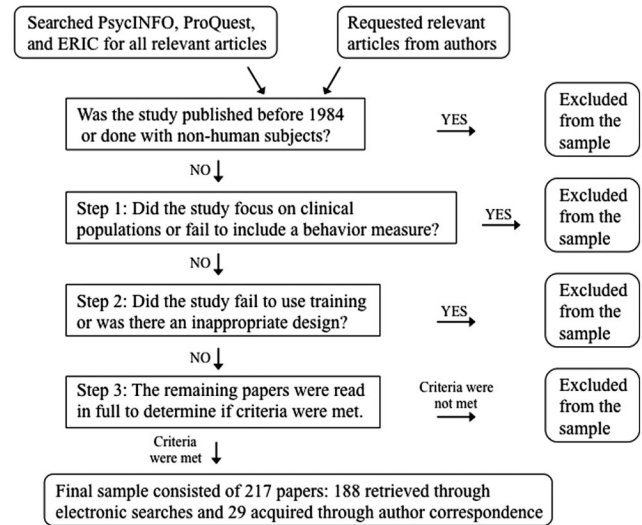 Searched PsycINFO, ProQuest,
and ERIC for all relevant articles
Requested relevant
articles from authors
Was the study published before 1984
or done with non-human subjects?
YES
Excluded
from the
sample
NO
Step 1: Did the study focus on clinical
populations or fail to include a behavior measure?
YES
Excluded
from the
sample
NO
Step 2: Did the study fail to use training
or was there an inappropriate design?
YES
Excluded
from the
sample
NO
Step 3: The remaining papers were read
in full to determine if criteria were met.
Criteria were
not met
Excluded
from the
sample
Criteria
were met
Final sample consisted of 217 papers: 188 retrieved through
electronic searches and 29 acquired through author correspondence